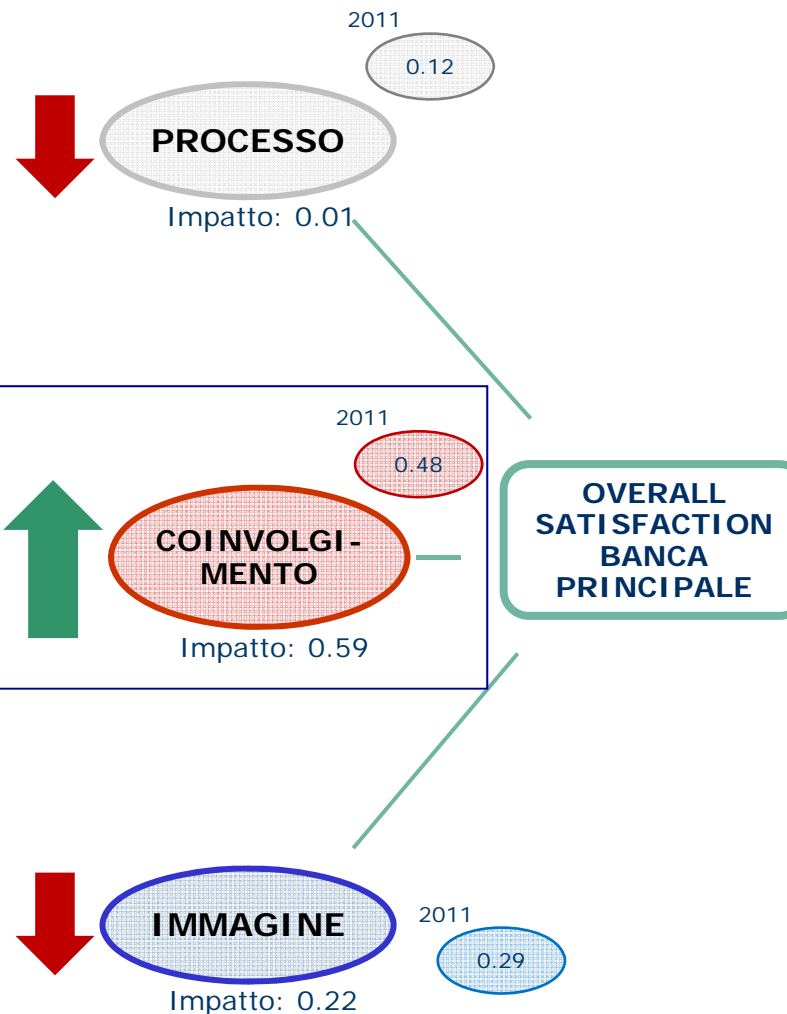 2011
0.12
PROCESSO
Impatto: 0.01
2011
0.48
COINVOLGI-
MENTO
Impatto: 0.59
OVERALL
SATISFACTION
BANCA
PRINCIPALE
2011
0.29
IMMAGINE
Impatto: 0.22